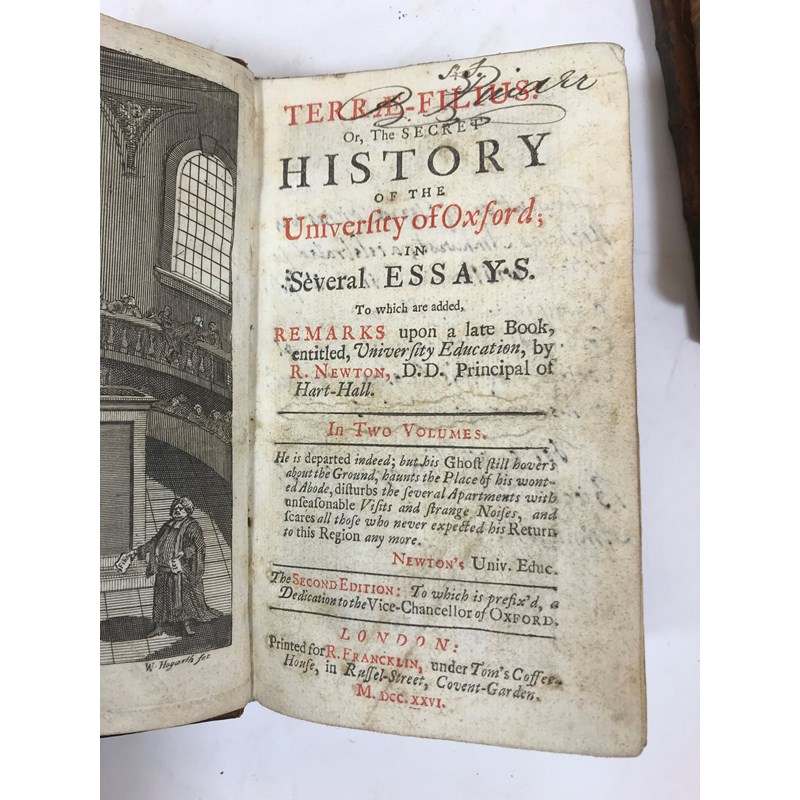 TERRÆ-FILIUS:
Or, The SECRET
HISTORY
OF THE
Univerſity of Oxford;
IN
Several ESSAYS.
To which are added,
REMARKS upon a late Book,
entitled, Univerſity Education, by
R. NEWTON, D.D. Principal of
Hart-Hall.
In TWO VOLUMES.
He is departed indeed; but his Ghoſt ſtill hovers
about the Ground, haunts the Place of his wont-
ed Abode, diſturbs the ſeveral Apartments with
unſeaſonable Viſits and ſtrange Noiſes, and
ſcares all thoſe who never expected his Return
to this Region any more.
NEWTON's Univ. Educ.
The SECOND EDITION: To which is prefix'd, a
Dedication to the Vice-Chancellor of OXFORD.
LONDON:
Printed for R. FRANCKLIN, under Tom's Coffee-
Houſe, in Ruſſel-Street, Covent-Garden.
M.DCC.XXVI.
W. Hogarth fec.